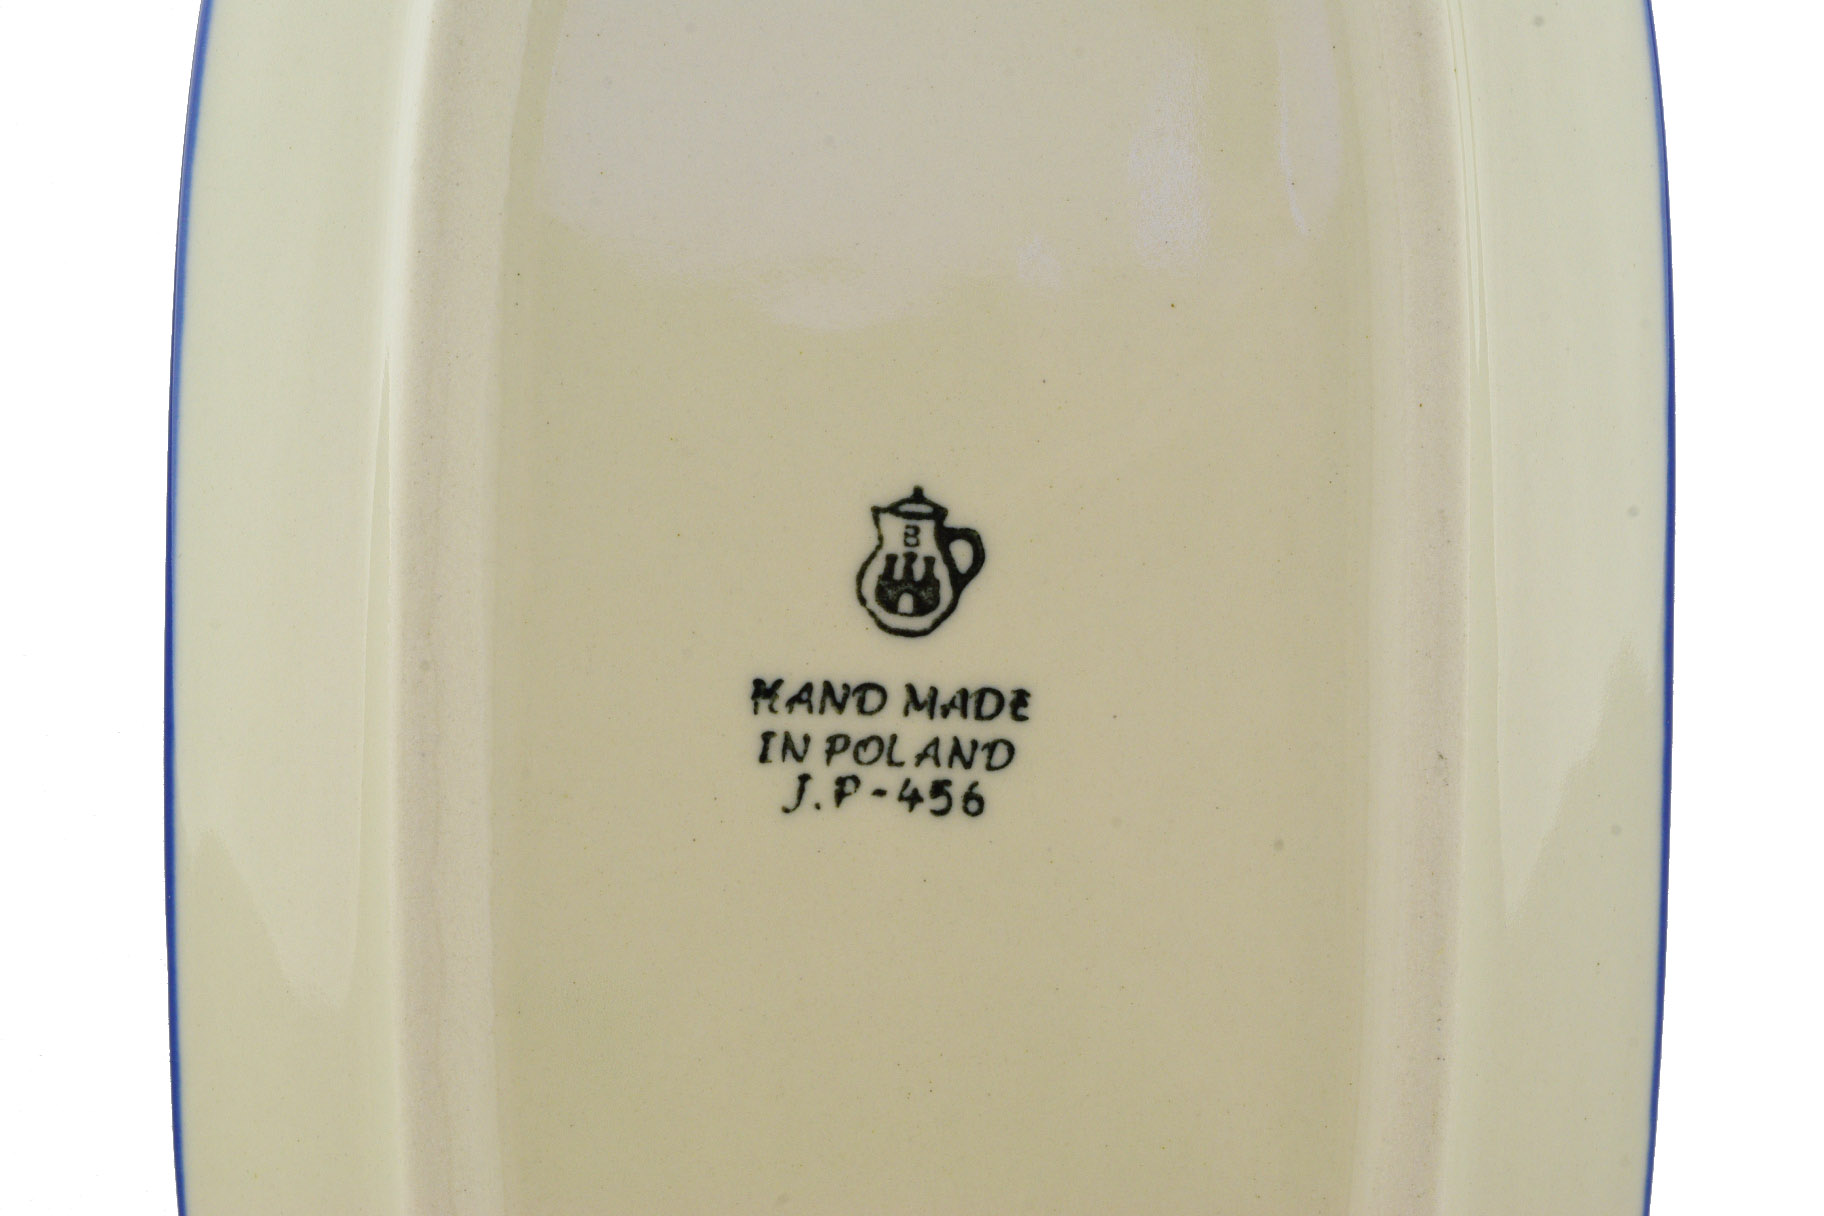 B
HAND MADE
IN POLAND
J.P-456